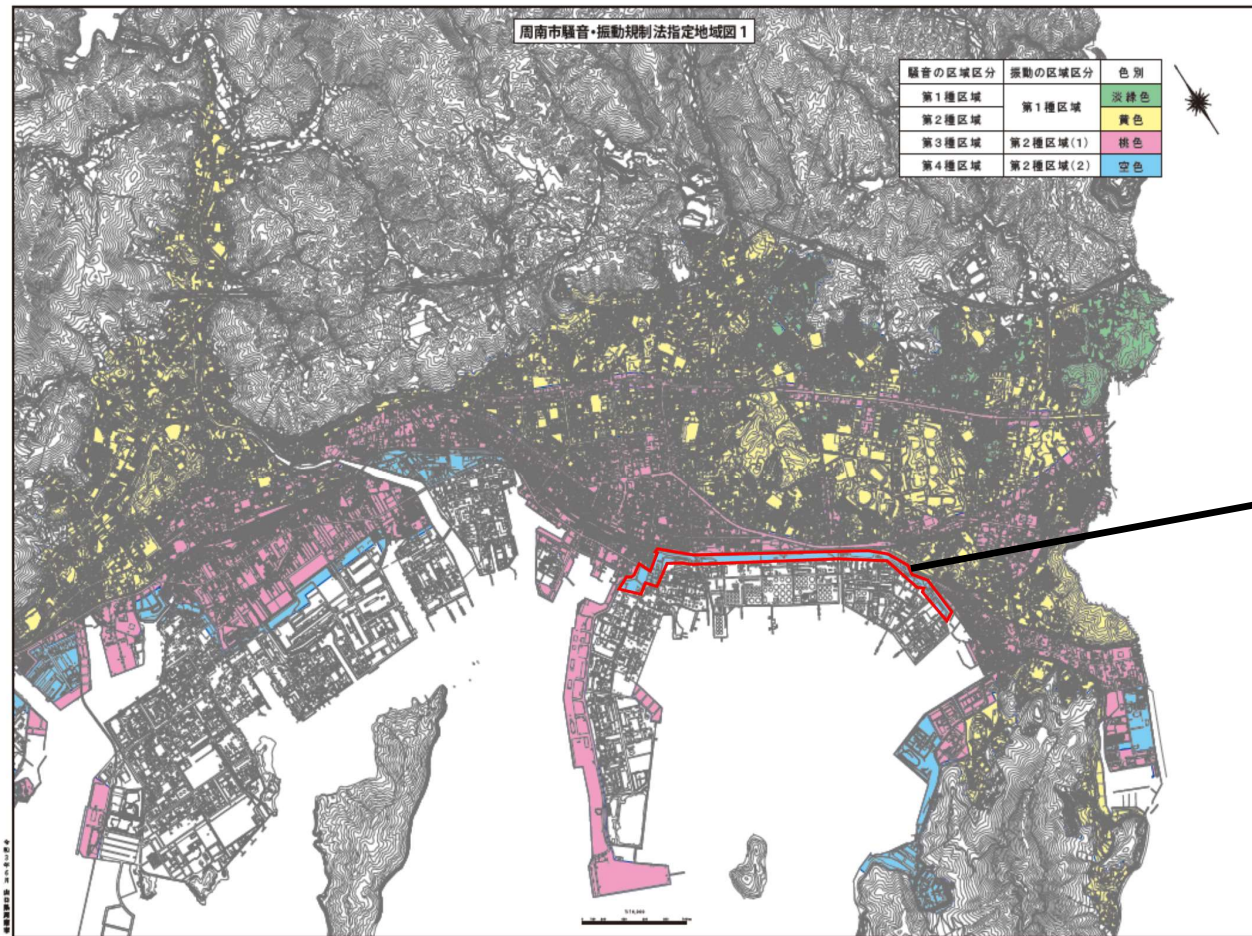 周南市騒音・振動規制法指定地域図1
騒音の区域区分 振動の区域区分 色別
第1種区域 第1種区域 淡緑色
第2種区域 黄色
第3種区域 第2種区域(1) 桃色
第4種区域 第2種区域(2) 空色